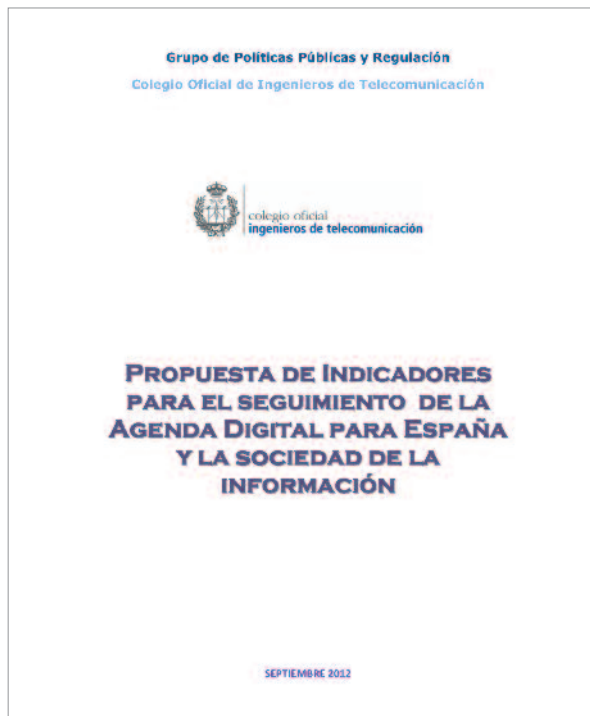 Grupo de Políticas Públicas y Regulación
Colegio Oficial de Ingenieros de Telecomunicación
colegio oficial
ingenieros de telecomunicación
PROPUESTA DE INDICADORES
PARA EL SEGUIMIENTO DE LA
AGENDA DIGITAL PARA ESPAÑA
Y LA SOCIEDAD DE LA
INFORMACIÓN
SEPTIEMBRE 2012